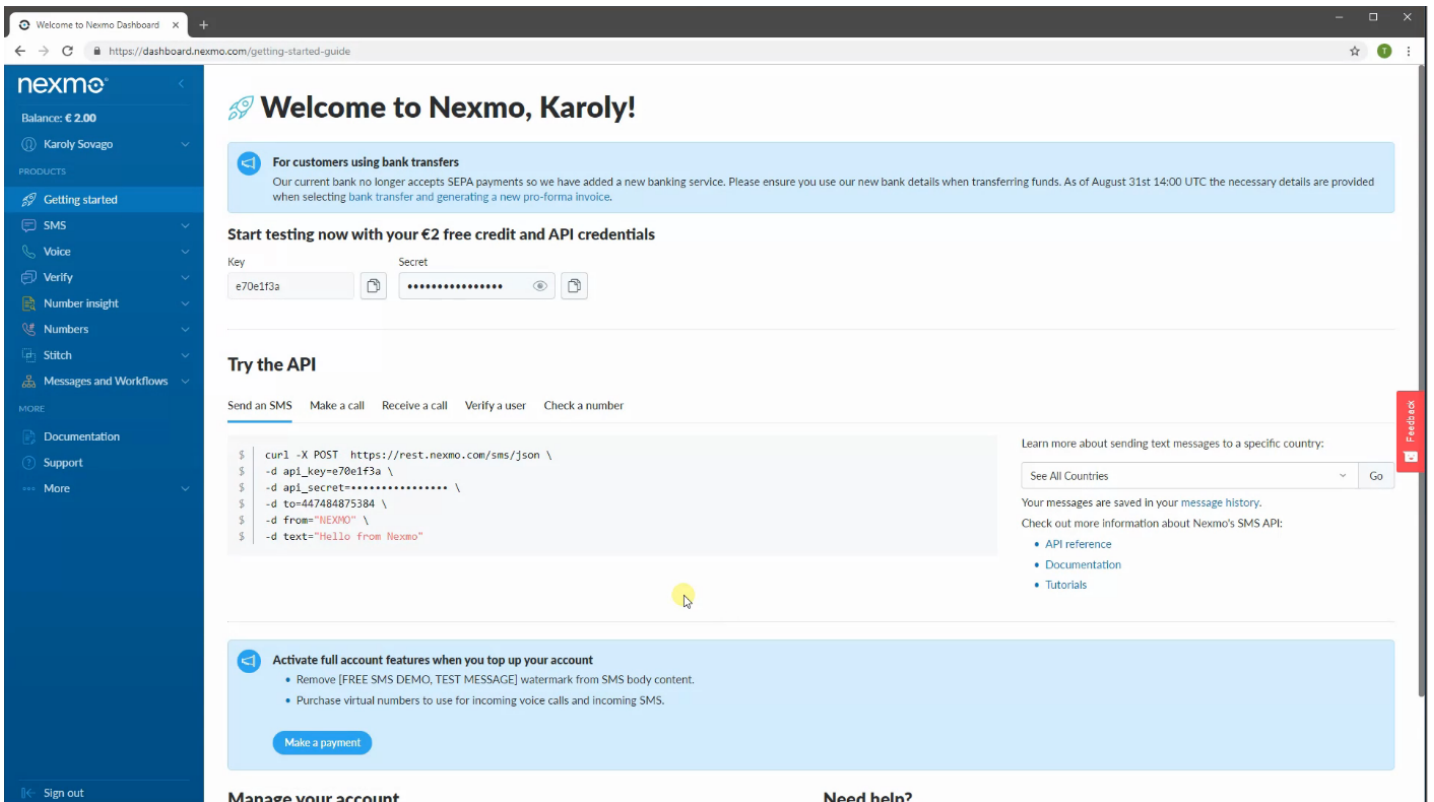 Welcome to Nexmo Dashboard
https://dashboard.nexmo.com/getting-started-guide
T
nexmo
Balance: € 2.00
Karoly Sovago
PRODUCTS
Getting started
SMS
Voice
Verify
Number insight
Numbers
Stitch
Messages and Workflows
MORE
Documentation
Support
More
Sign out
Welcome to Nexmo, Karoly!
For customers using bank transfers
Our current bank no longer accepts SEPA payments so we have added a new banking service. Please ensure you use our new bank details when transferring funds. As of August 31st 14:00 UTC the necessary details are provided
when selecting bank transfer and generating a new pro-forma invoice.
Start testing now with your €2 free credit and API credentials
Key Secret
e70e1f3a ••••••••••••••••
Try the API
Send an SMS Make a call Receive a call Verify a user Check a number
$ curl -X POST https://rest.nexmo.com/sms/json \
$ -d api_key=e70e1f3a \
$ -d api_secret=•••••••••••••••• \
$ -d to=447484875384 \
$ -d from="NEXMO" \
$ -d text="Hello from Nexmo"
Learn more about sending text messages to a specific country:
See All Countries Go
Your messages are saved in your message history.
Check out more information about Nexmo's SMS API:
• API reference
• Documentation
• Tutorials
Feedback
Activate full account features when you top up your account
• Remove [FREE SMS DEMO, TEST MESSAGE] watermark from SMS body content.
• Purchase virtual numbers to use for incoming voice calls and incoming SMS.
Make a payment
Manage your account Need help?